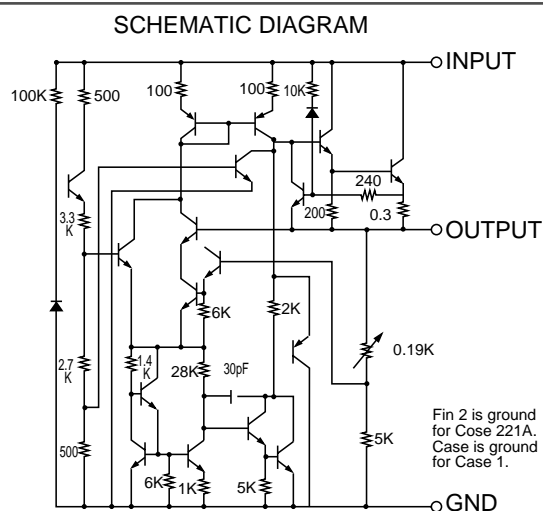 SCHEMATIC DIAGRAM
INPUT
100K
500
100
100
10K
240
200
0.3
3.3
K
OUTPUT
6K
2K
0.19K
2.7
K
1.4
K
28K
30pF
5K
Fin 2 is ground
for Cose 221A.
Case is ground
for Case 1.
500
6K
1K
5K
GND